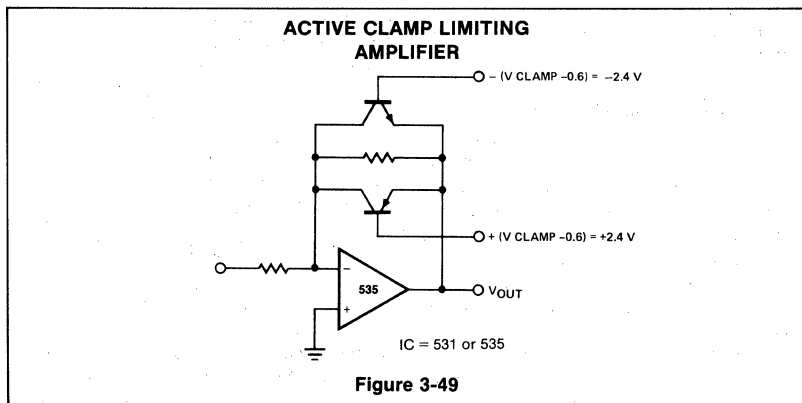 ACTIVE CLAMP LIMITING
AMPLIFIER
− (V CLAMP −0.6) = −2.4 V
+ (V CLAMP −0.6) = +2.4 V
−
535
+
VOUT
IC = 531 or 535
Figure 3-49